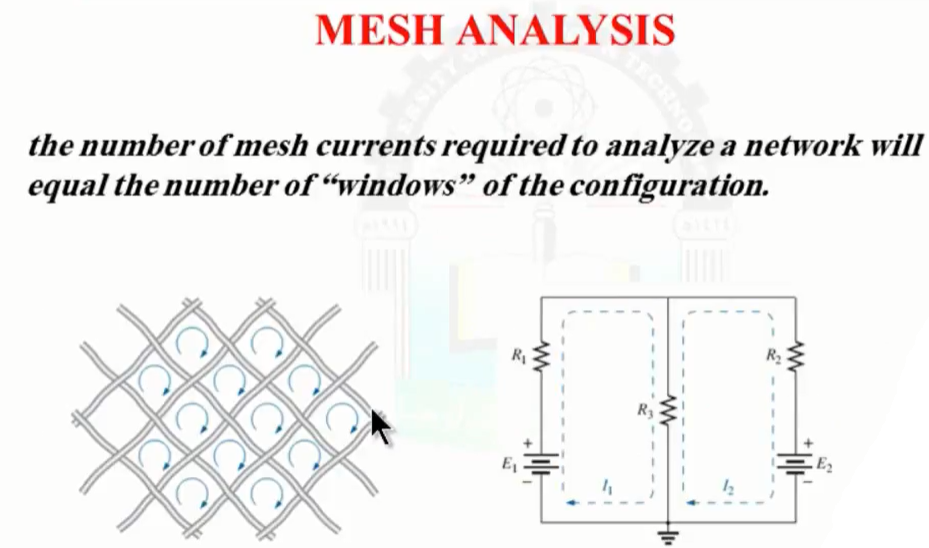 MESH ANALYSIS
the number of mesh currents required to analyze a network will
equal the number of “windows” of the configuration.
R1
R2
R3
+
+
E1
E2
-
-
I1
I2